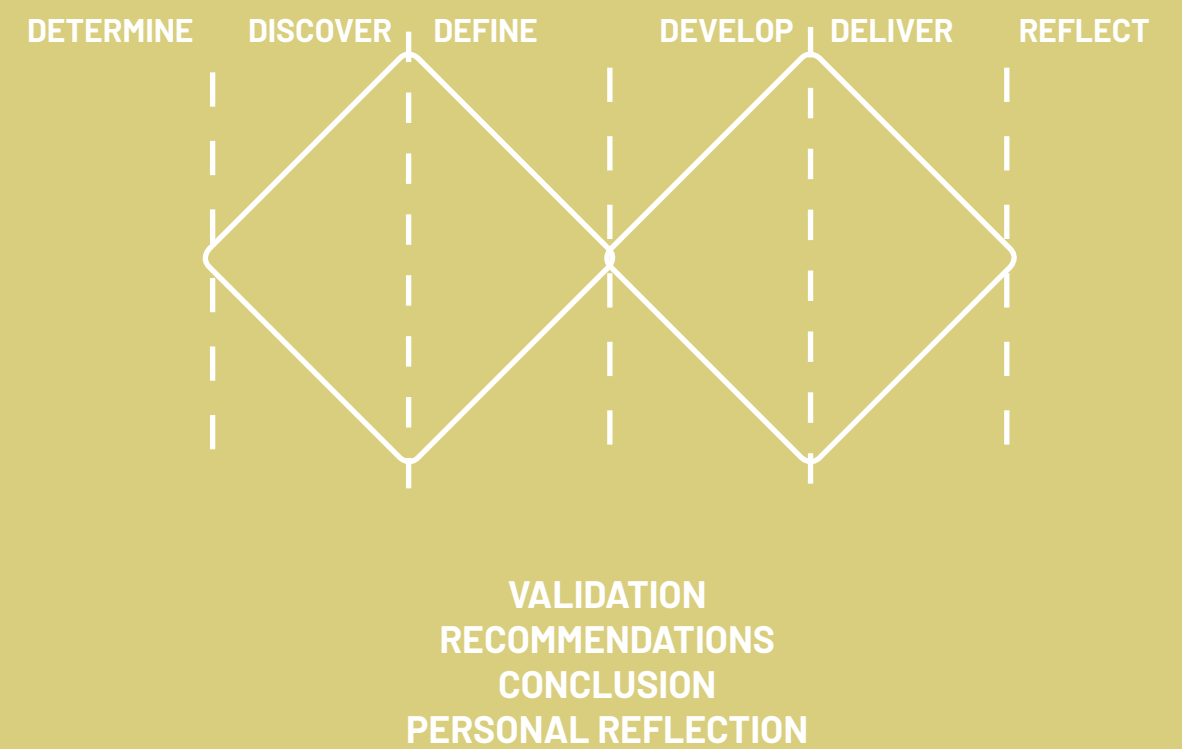 DETERMINE DISCOVER DEFINE DEVELOP DELIVER REFLECT
VALIDATION
RECOMMENDATIONS
CONCLUSION
PERSONAL REFLECTION